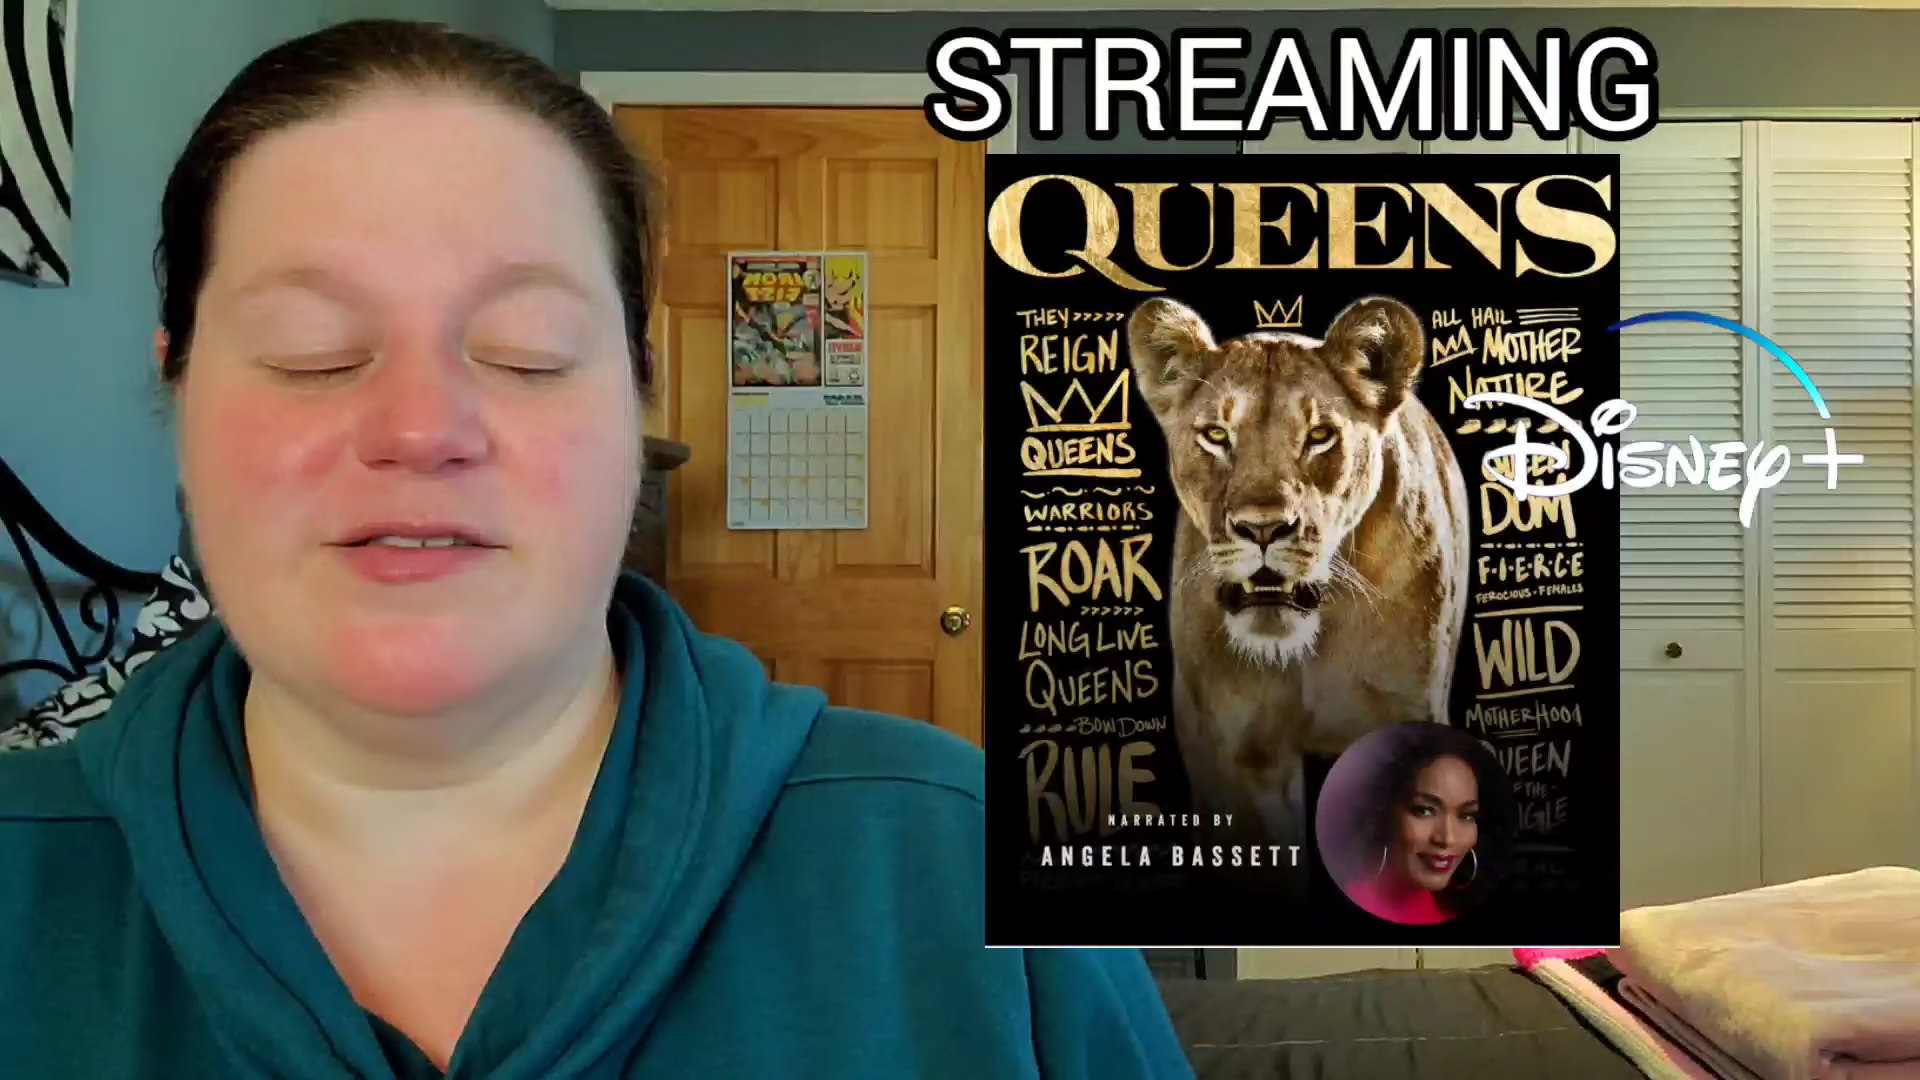 STREAMING
QUEENS
THEY >>>>>
REIGN
QUEENS
WARRIORS
ROAR
>>>>>>
LONG LIVE
QUEENS
BOW DOWN
RULE
ALL HAIL
MOTHER
NATURE
DOM
F·I·E·R·C·E
FEROCIOUS·FEMALES
WILD
MOTHERHOOD
QUEEN
NARRATED BY
ANGELA BASSETT
Disney+